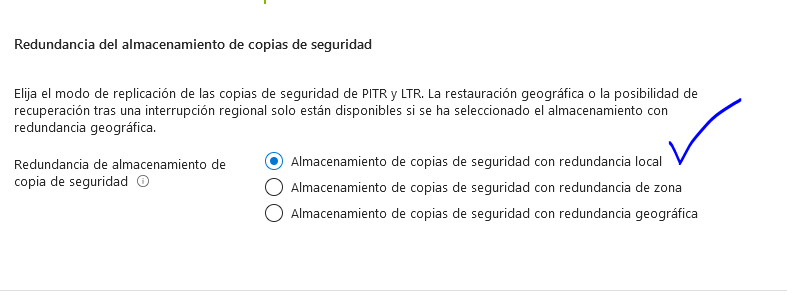 Redundancia del almacenamiento de copias de seguridad
Elija el modo de replicación de las copias de seguridad de PITR y LTR. La restauración geográfica o la posibilidad de
recuperación tras una interrupción regional solo están disponibles si se ha seleccionado el almacenamiento con
redundancia geográfica.
Redundancia de almacenamiento de
copia de seguridad
Almacenamiento de copias de seguridad con redundancia local
Almacenamiento de copias de seguridad con redundancia de zona
Almacenamiento de copias de seguridad con redundancia geográfica